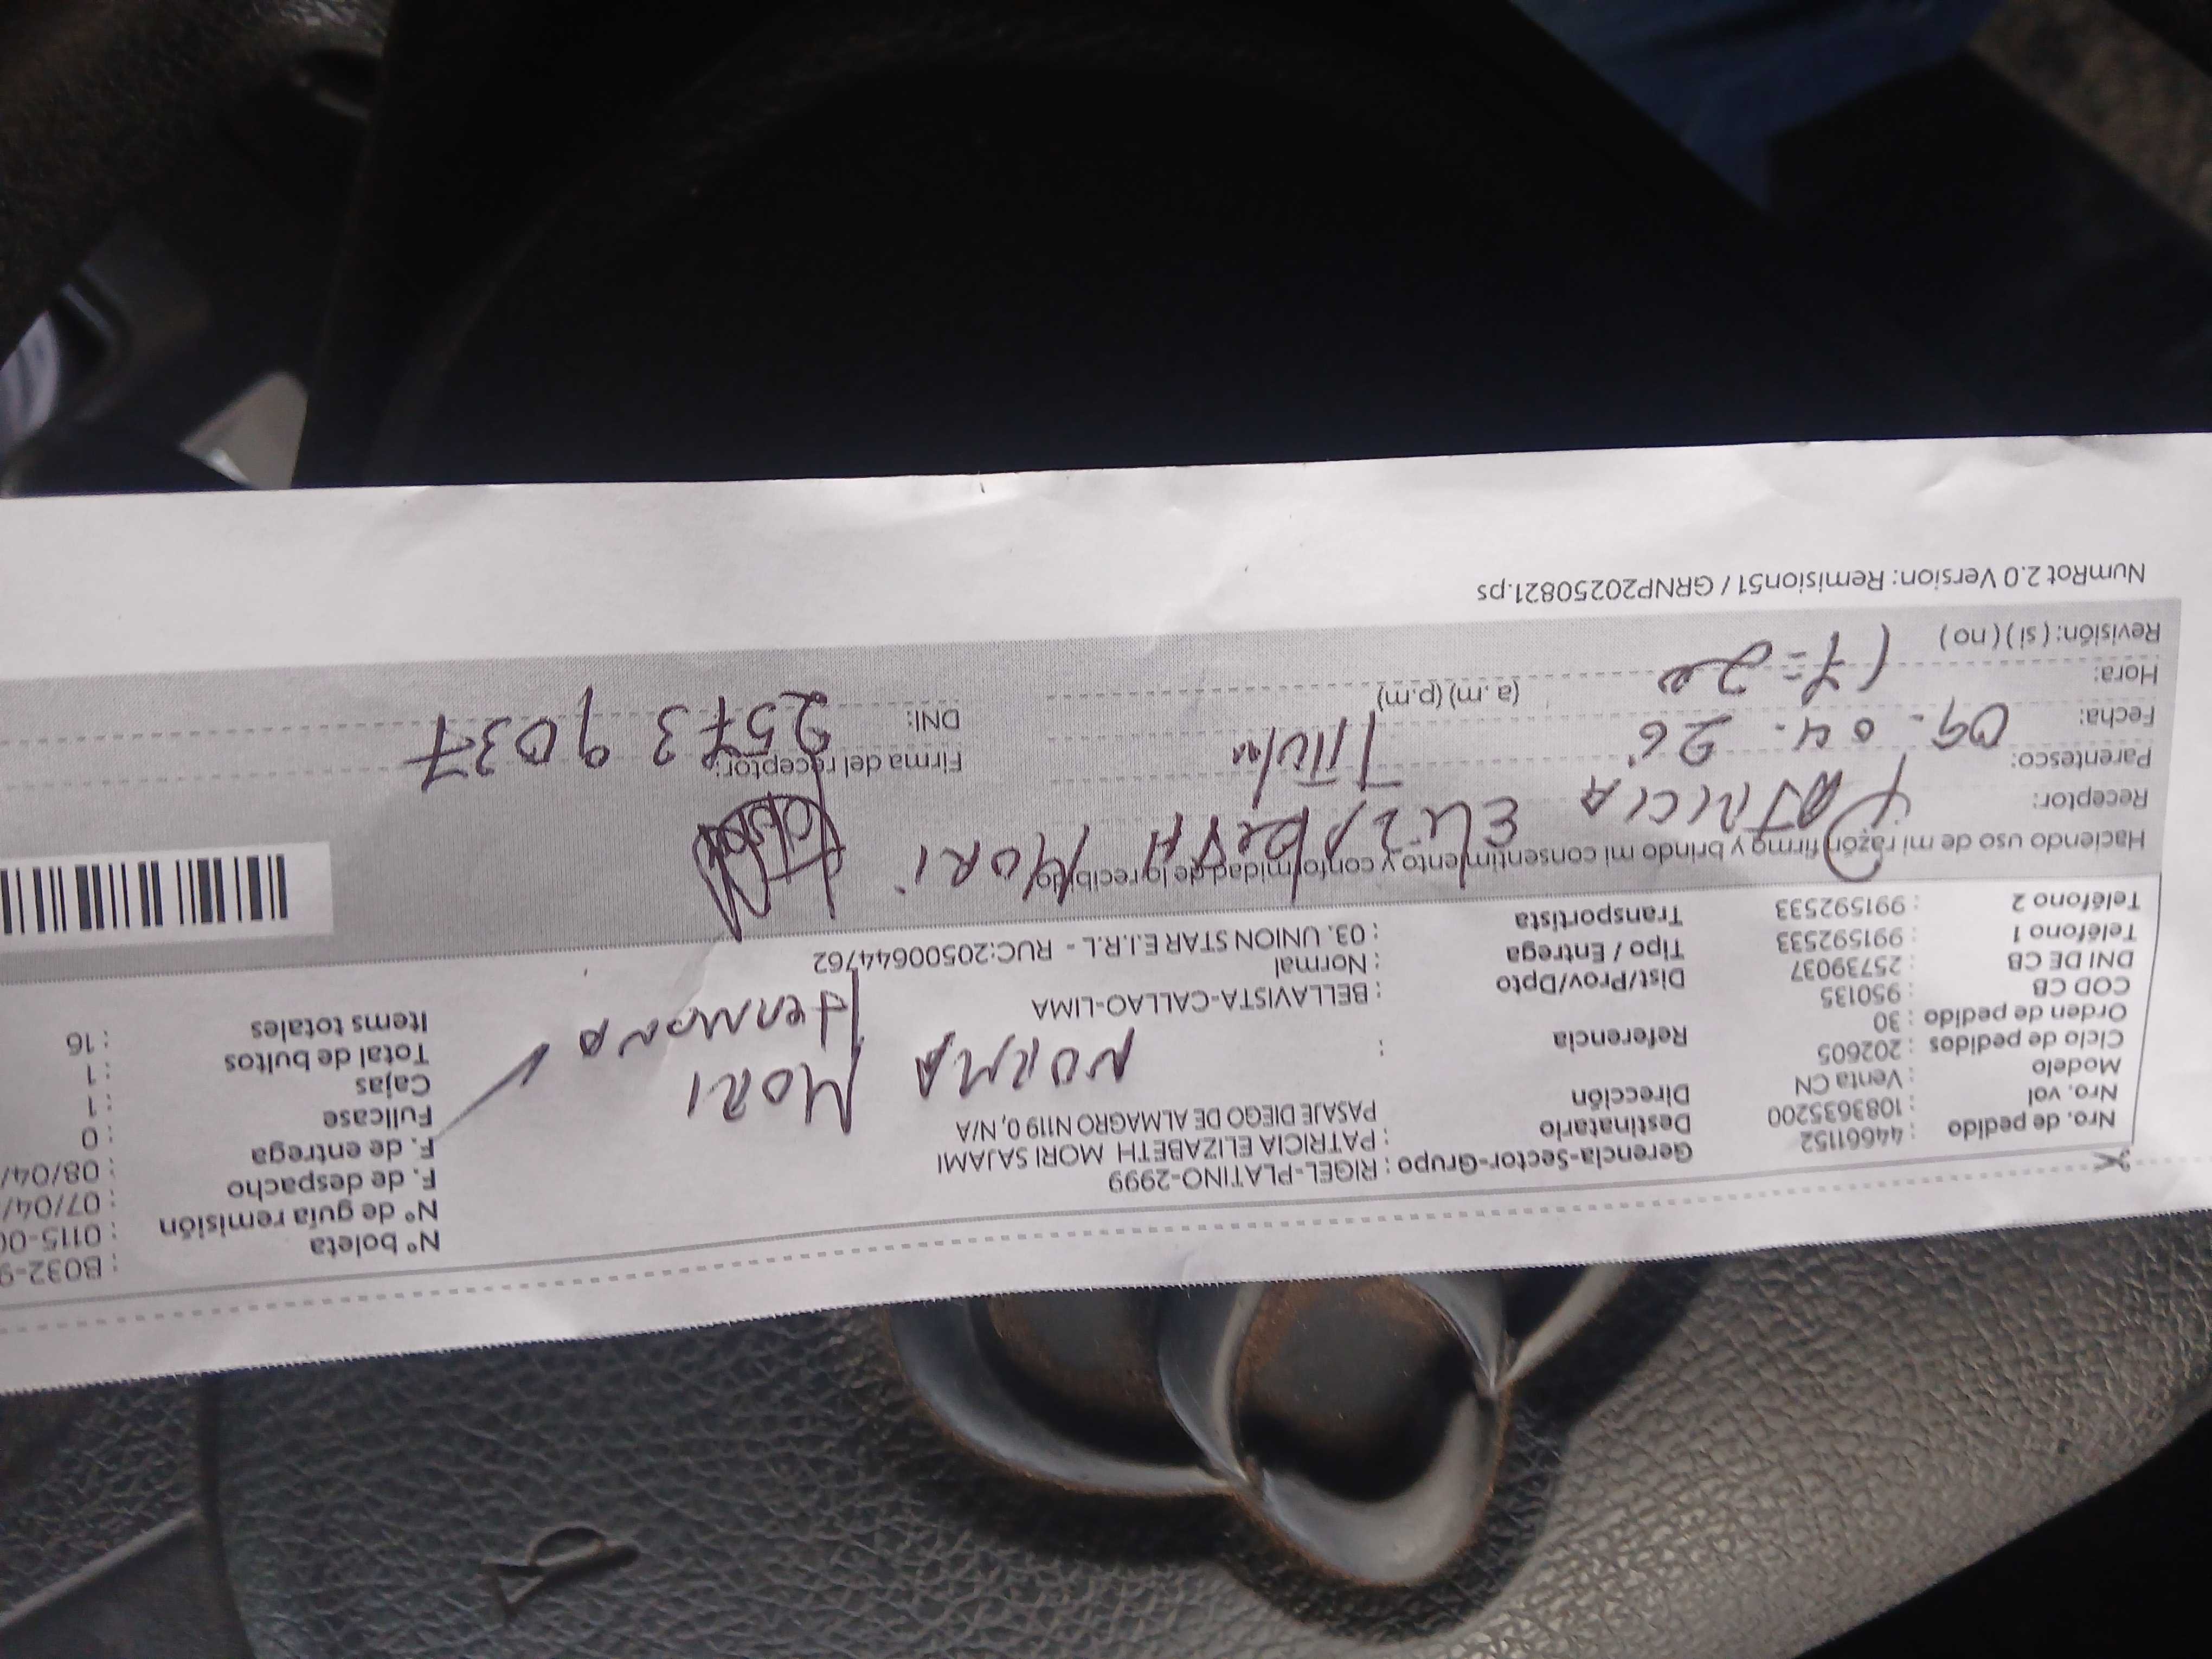 Nro. de pedido : 44661152
Nro. vol : 1083635200
Modelo : Venta CN
Ciclo de pedidos : 202605
Orden de pedido : 30
COD CB : 950135
DNI DE CB : 25739037
Teléfono 1 : 991592533
Teléfono 2 : 991592533
Gerencia-Sector-Grupo : RIGEL-PLATINO-2999
Destinatario : PATRICIA ELIZABETH MORI SAJAMI
Dirección PASAJE DIEGO DE ALMAGRO N119 0, N/A
Referencia :
Dist/Prov/Dpto : BELLAVISTA-CALLAO-LIMA
Tipo / Entrega : Normal
Transportista : 03. UNION STAR E.I.R.L - RUC:20500644762
NORMA MORI
HERMANA
Nº boleta : B032-9
Nº de guía remisión : 0115-00
F. de despacho : 07/04/
F. de entrega : 08/04/
Fullcase : 0
Cajas : 1
Total de bultos : 1
Items totales : 16
Haciendo uso de mi razón firmo y brindo mi consentimiento y conformidad de lo recibido
Receptor: PATRICIA ELIZABETH MORI
Parentesco: Titular
Fecha: 09.04.26
Hora: (a.m) (p.m)
Revisión: ( si ) ( no )
Firma del receptor:
DNI: 25739037
NumRot 2.0 Version: Remision51 / GRNP20250821.ps